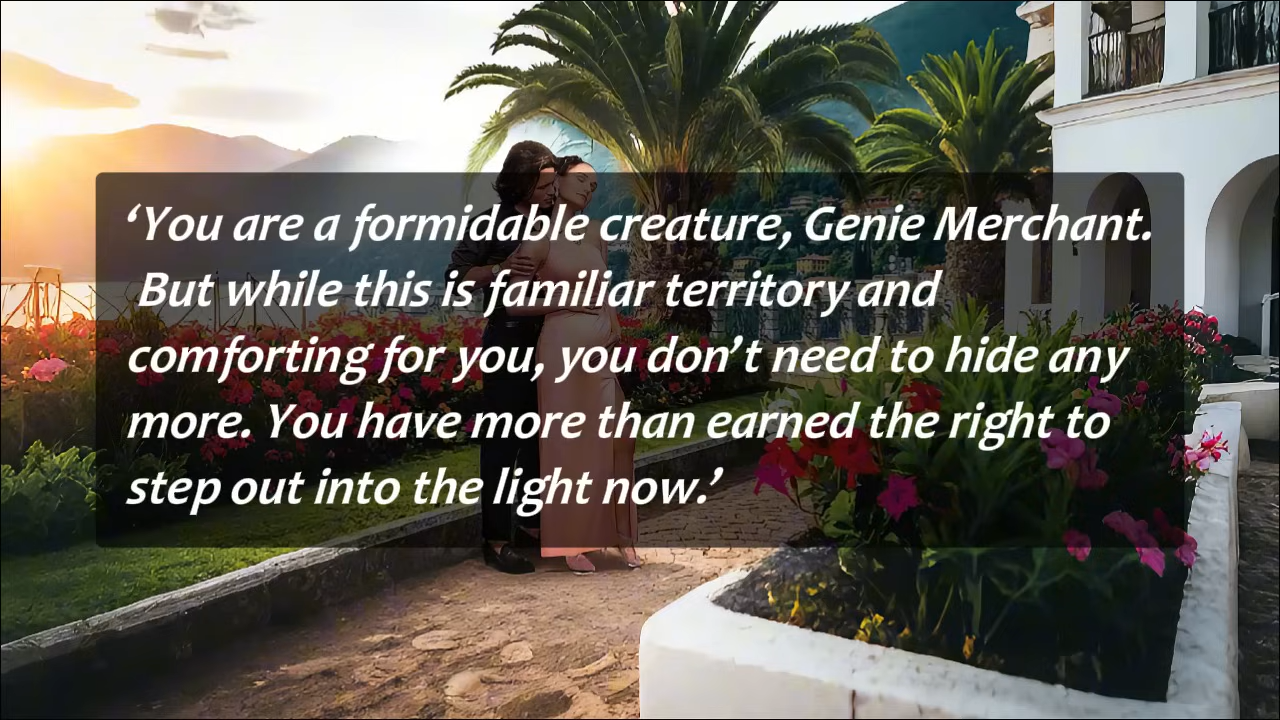 ‘You are a formidable creature, Genie Merchant.
But while this is familiar territory and
comforting for you, you don’t need to hide any
more. You have more than earned the right to
step out into the light now.’